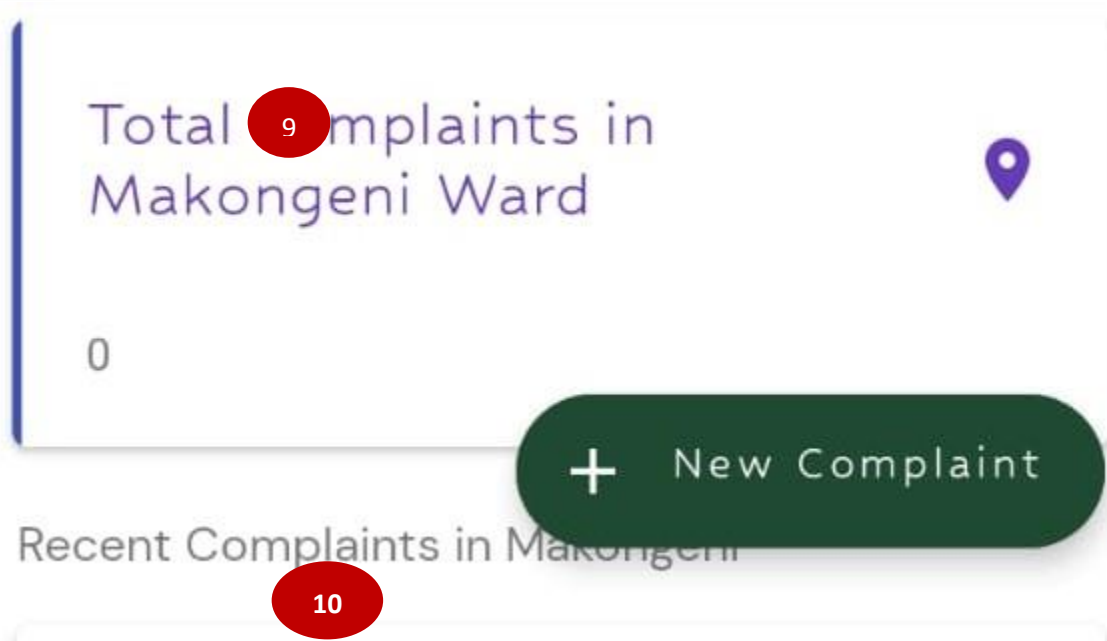 Total 9 mplaints in
Makongeni Ward
0
+ New Complaint
Recent Complaints in Makongeni
10